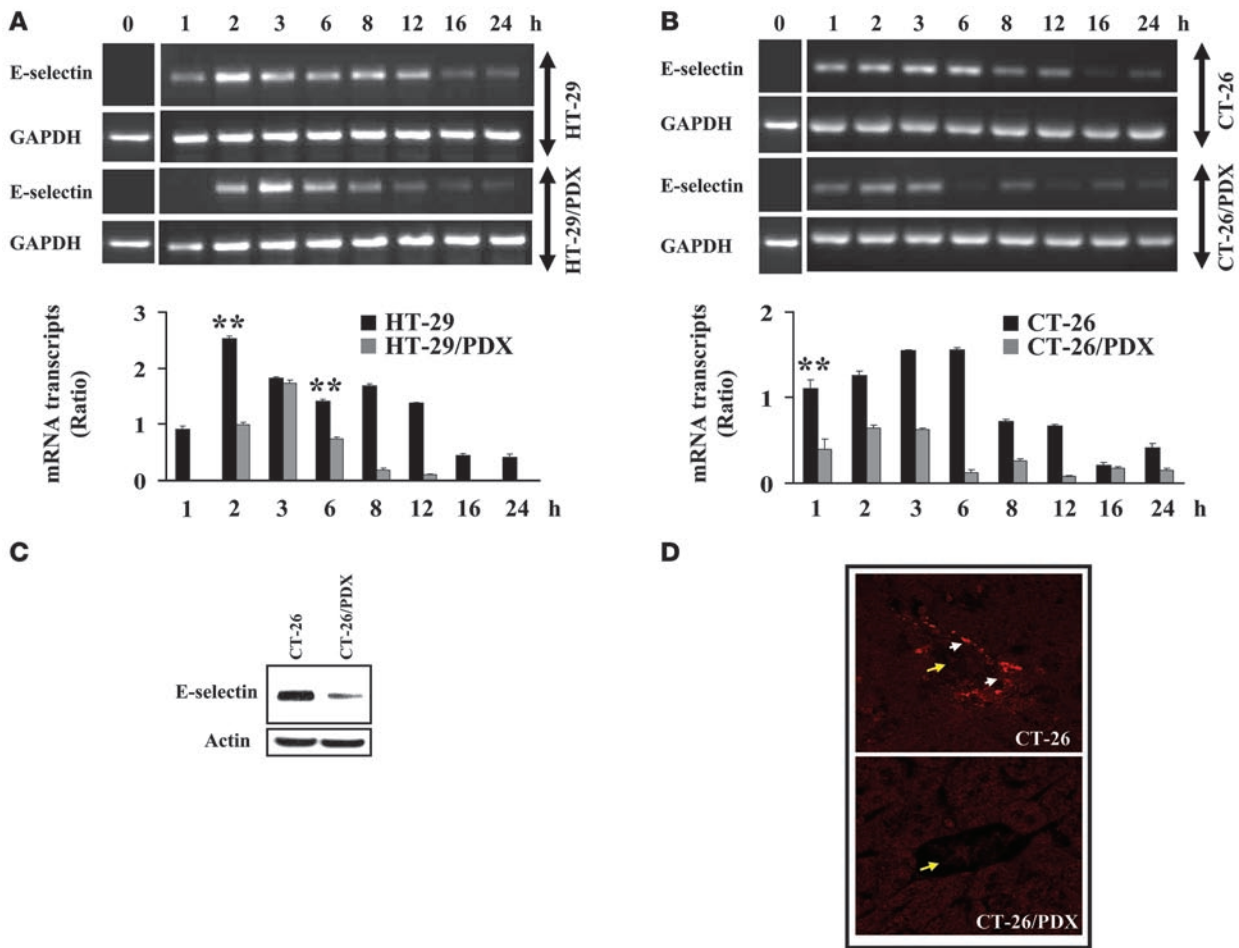 A
0 1 2 3 6 8 12 16 24 h
E-selectin
GAPDH
HT-29
E-selectin
GAPDH
HT-29/PDX
mRNA transcripts
(Ratio)
3
2
1
0
**
**
HT-29
HT-29/PDX
1 2 3 6 8 12 16 24 h
B
0 1 2 3 6 8 12 16 24 h
E-selectin
GAPDH
CT-26
E-selectin
GAPDH
CT-26/PDX
mRNA transcripts
(Ratio)
2
1
0
**
CT-26
CT-26/PDX
1 2 3 6 8 12 16 24 h
C
CT-26
CT-26/PDX
E-selectin
Actin
D
CT-26
CT-26/PDX